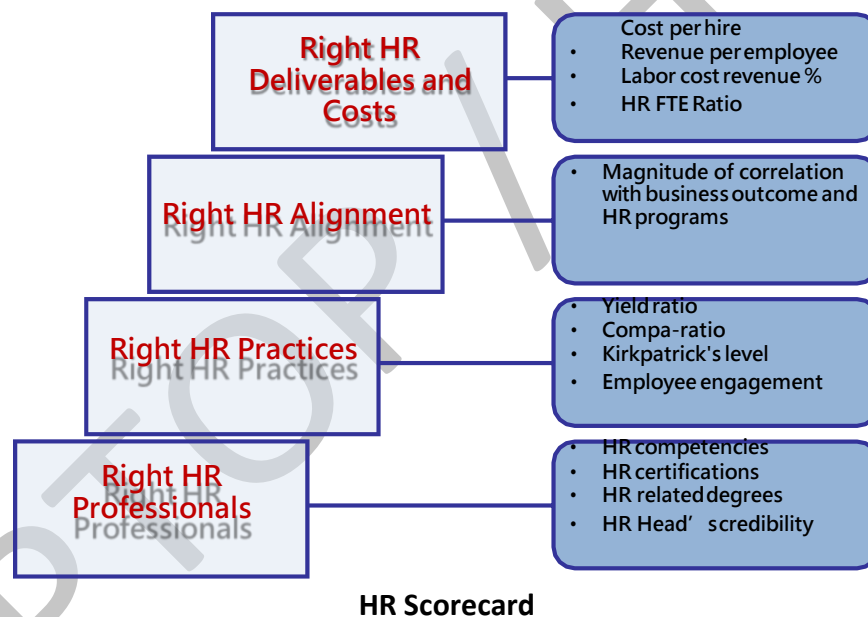 Right HR
Deliverables and
Costs
Cost per hire
• Revenue per employee
• Labor cost revenue %
• HR FTE Ratio
Right HR Alignment
• Magnitude of correlation
with business outcome and
HR programs
Right HR Practices
• Yield ratio
• Compa-ratio
• Kirkpatrick's level
• Employee engagement
Right HR
Professionals
• HR competencies
• HR certifications
• HR related degrees
• HR Head's credibility
HR Scorecard